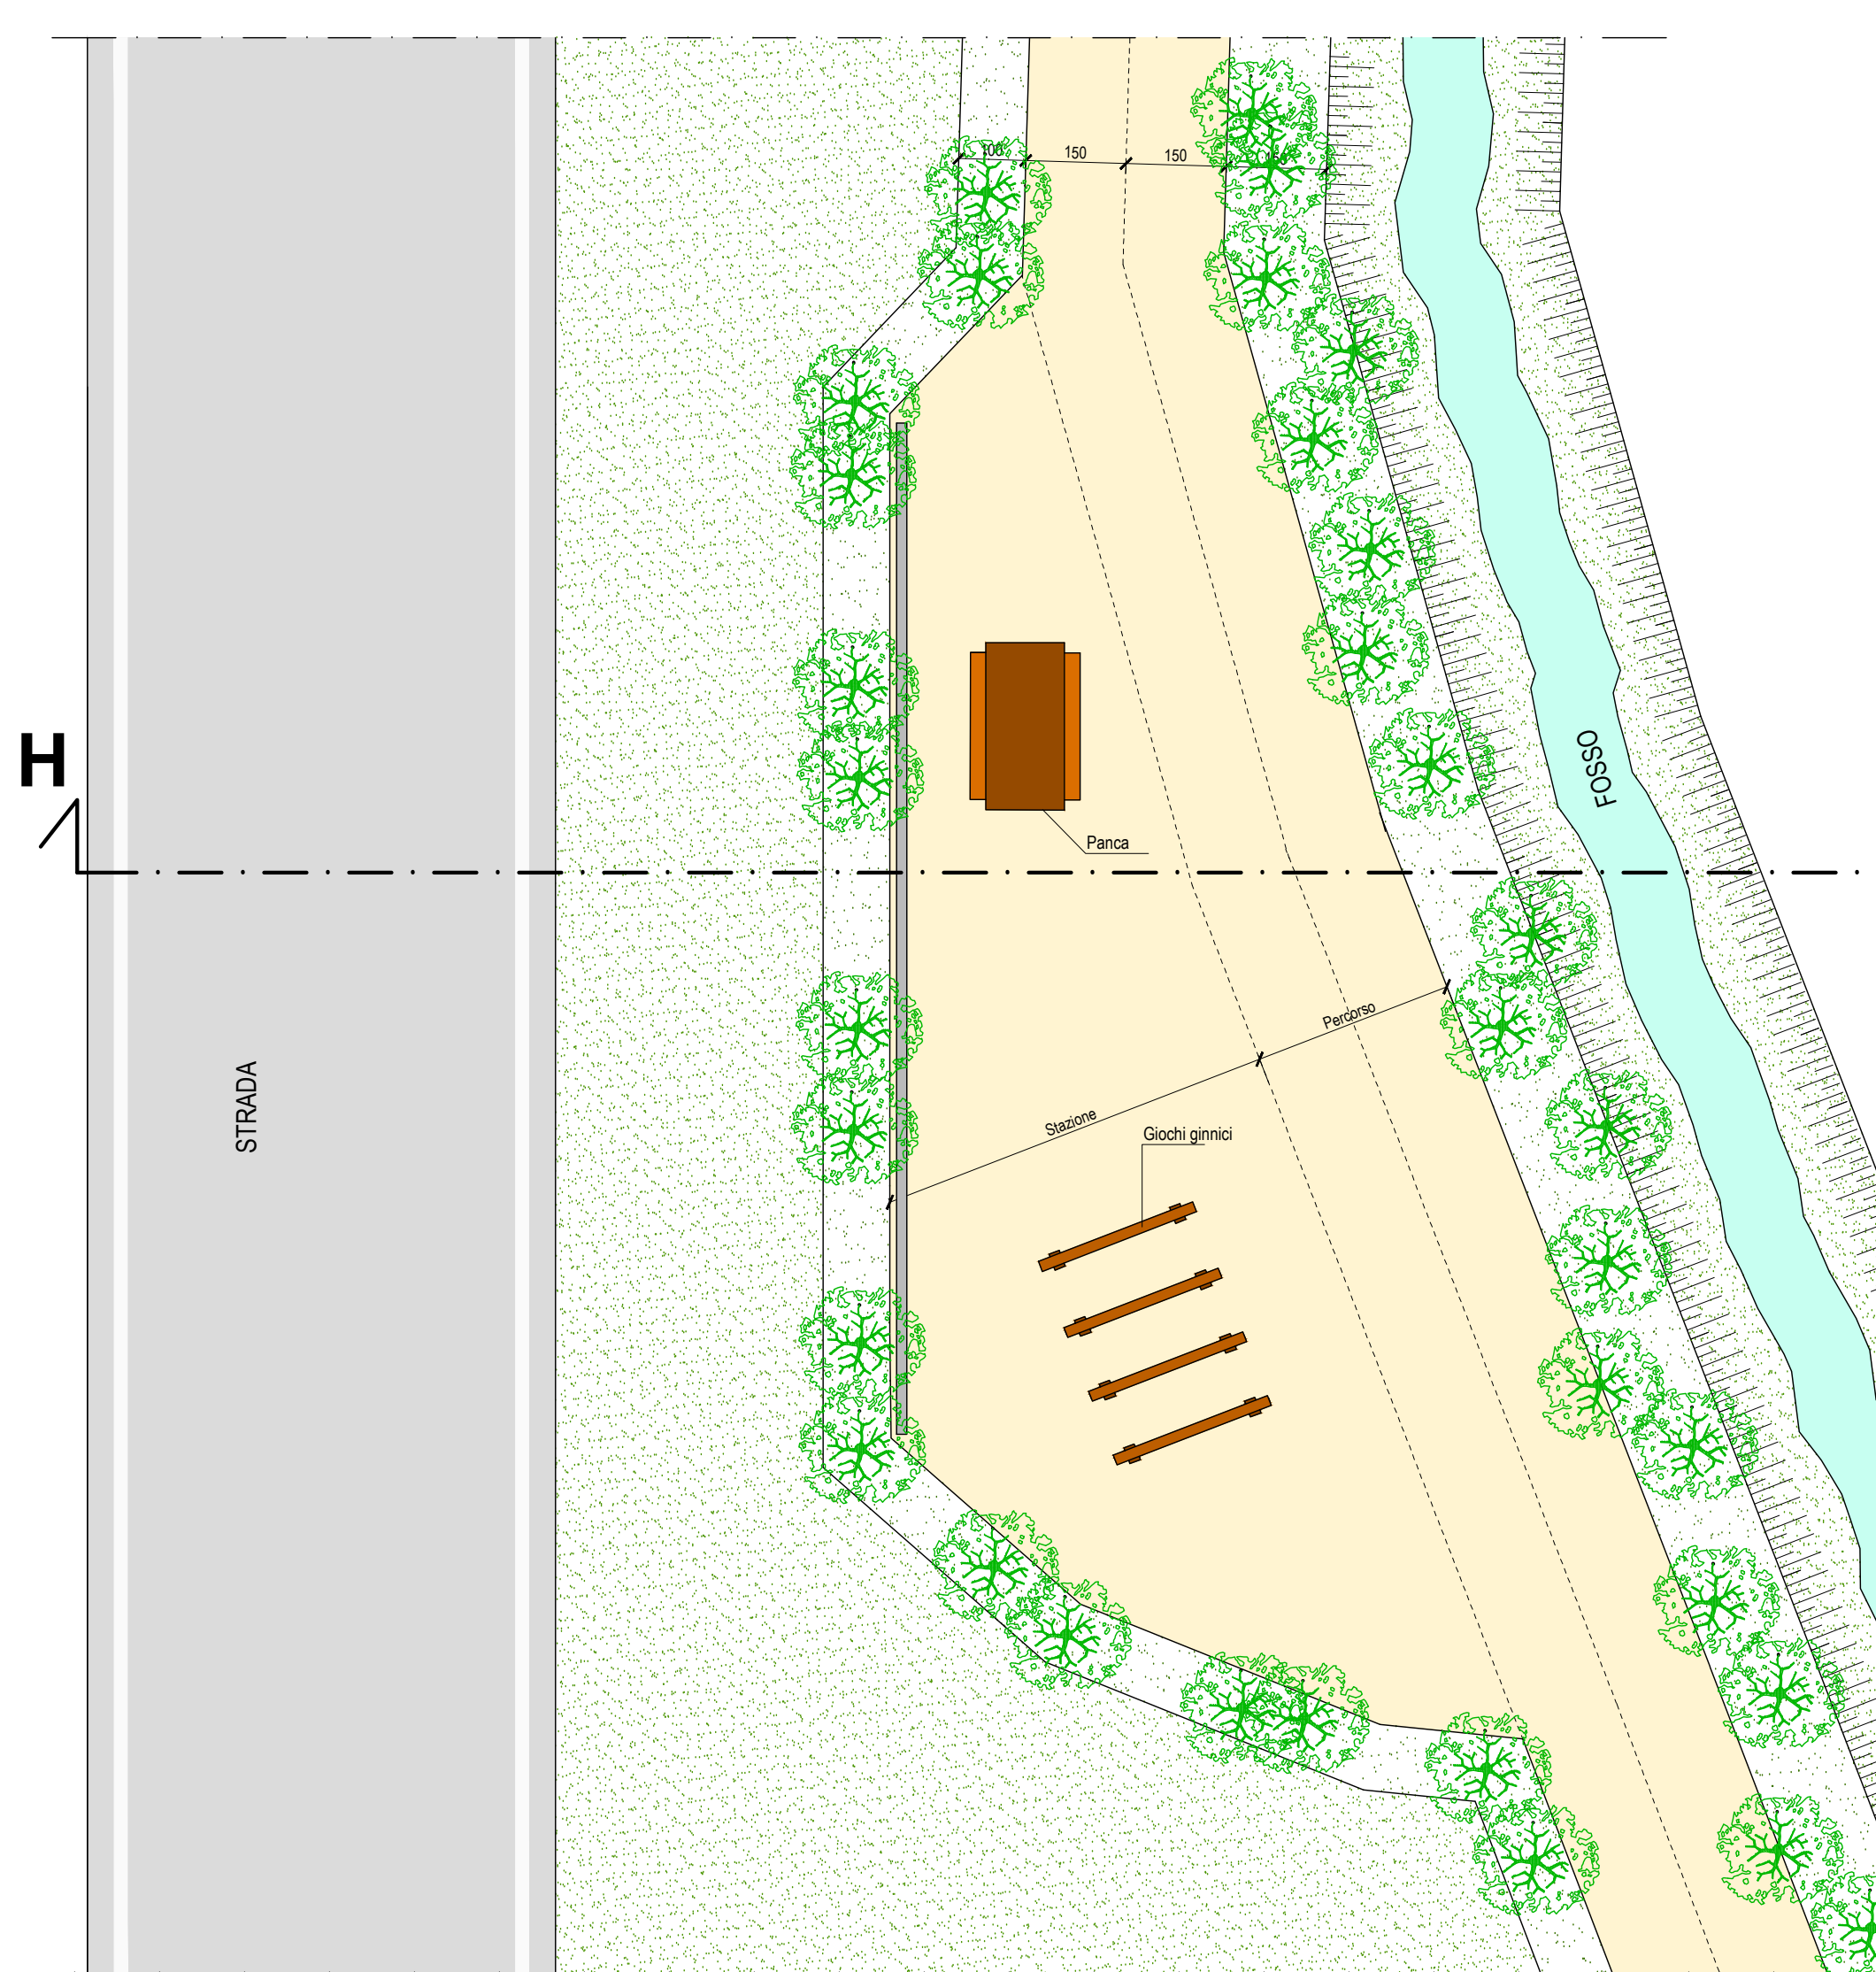 100
150
150
150
H
FOSSO
Panca
STRADA
Percorso
Stazione
Giochi ginnici